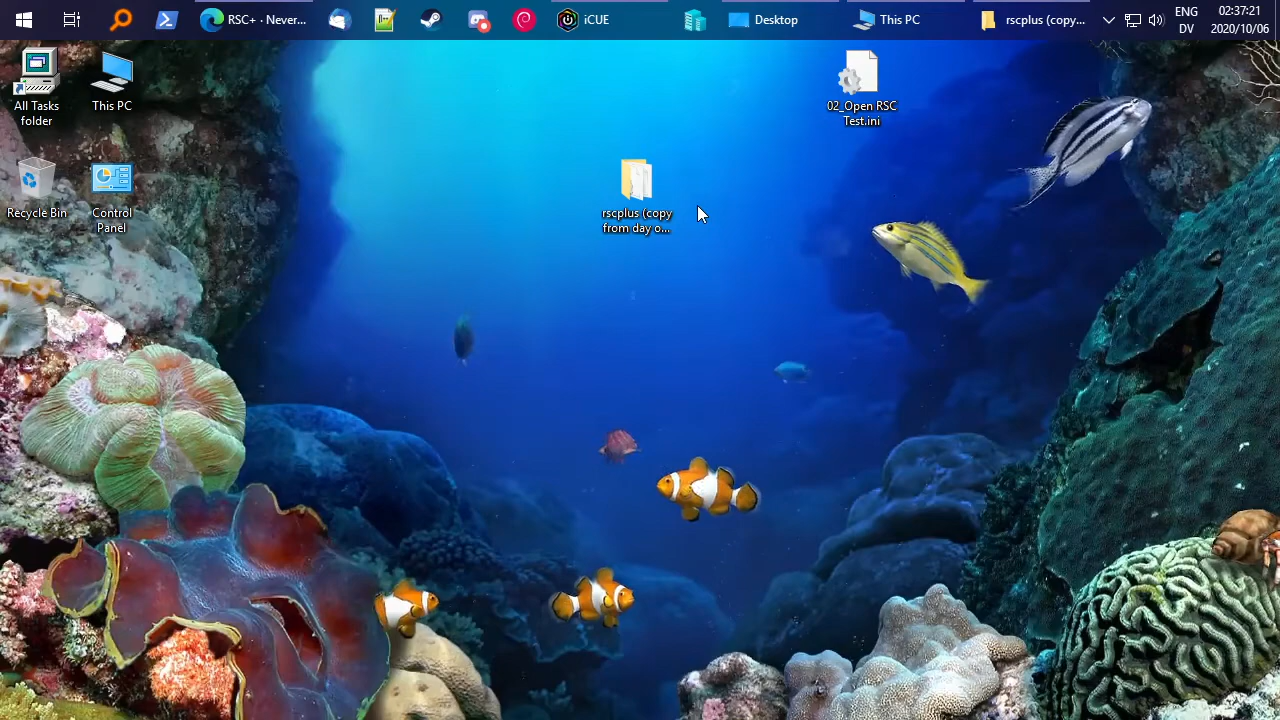 RSC+ · Never...
iCUE
Desktop
This PC
rscplus (copy...
ENG
DV
02:37:21
2020/10/06
All Tasks
folder
This PC
02_Open RSC
Test.ini
rscplus (copy
from day o...
Recycle Bin
Control
Panel